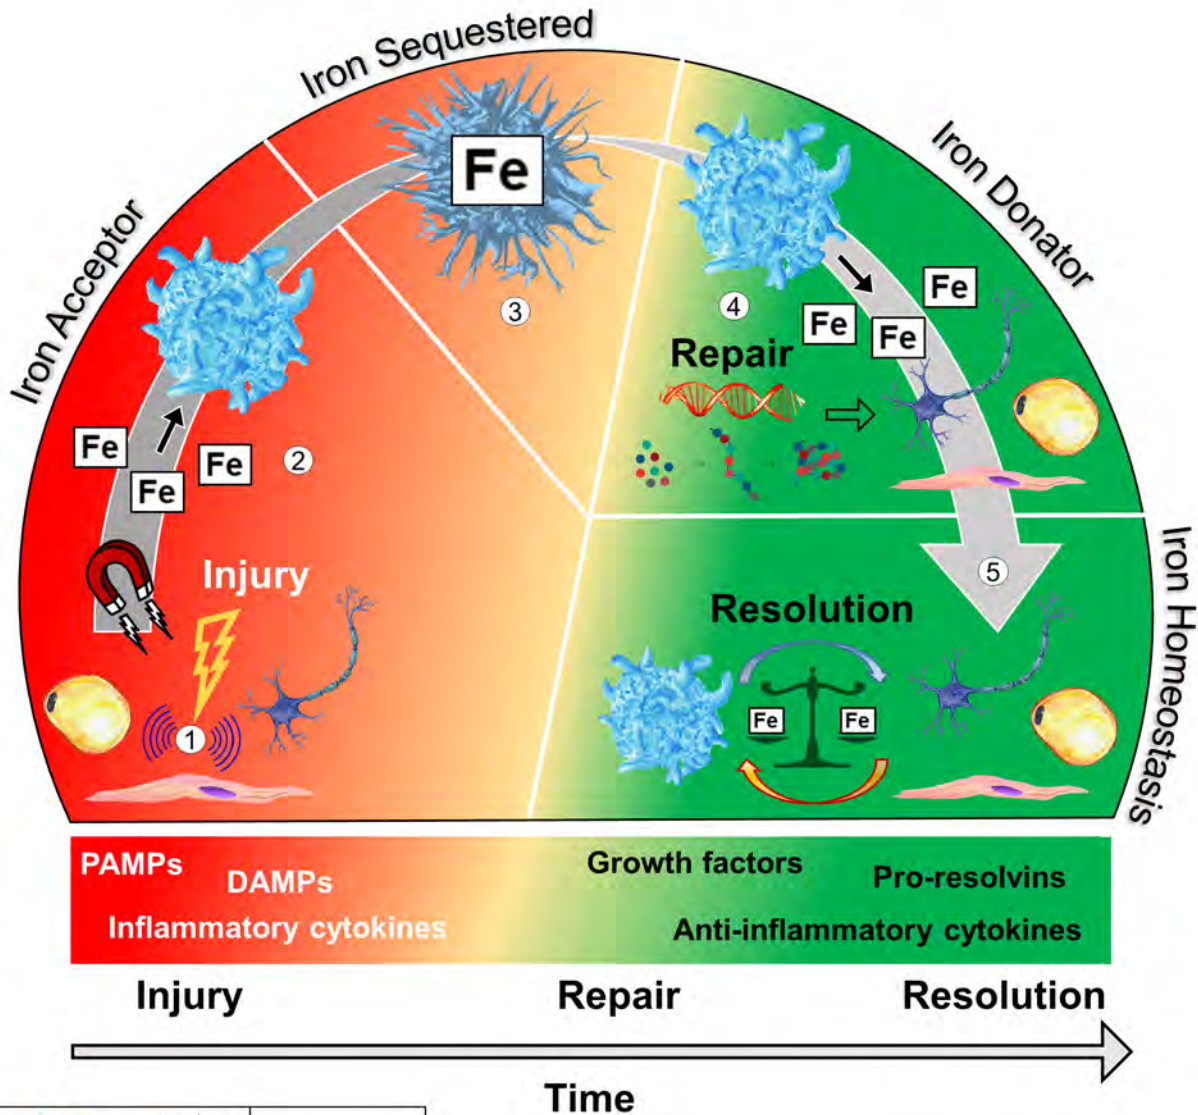 Iron Sequestered
Iron Acceptor
Iron Donator
Iron Homeostasis
Fe
3
4
Fe
Fe
Fe
Repair
Fe
Fe
Fe
2
Injury
1
5
Resolution
Fe
Fe
PAMPs
DAMPs
Inflammatory cytokines
Growth factors
Pro-resolvins
Anti-inflammatory cytokines
Injury
Repair
Resolution
Time